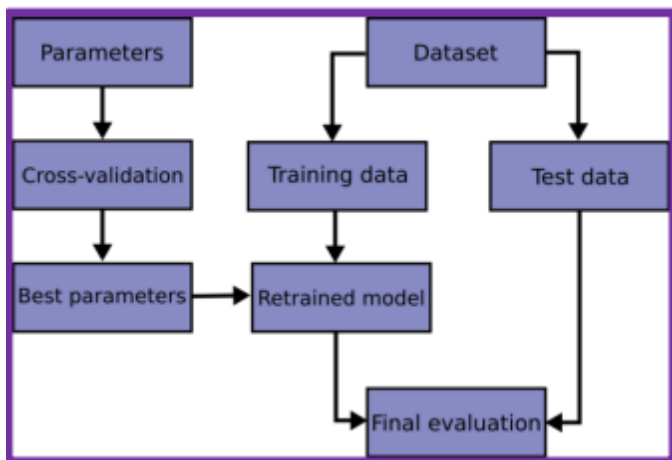 Parameters
Dataset
Cross-validation
Training data
Test data
Best parameters
Retrained model
Final evaluation